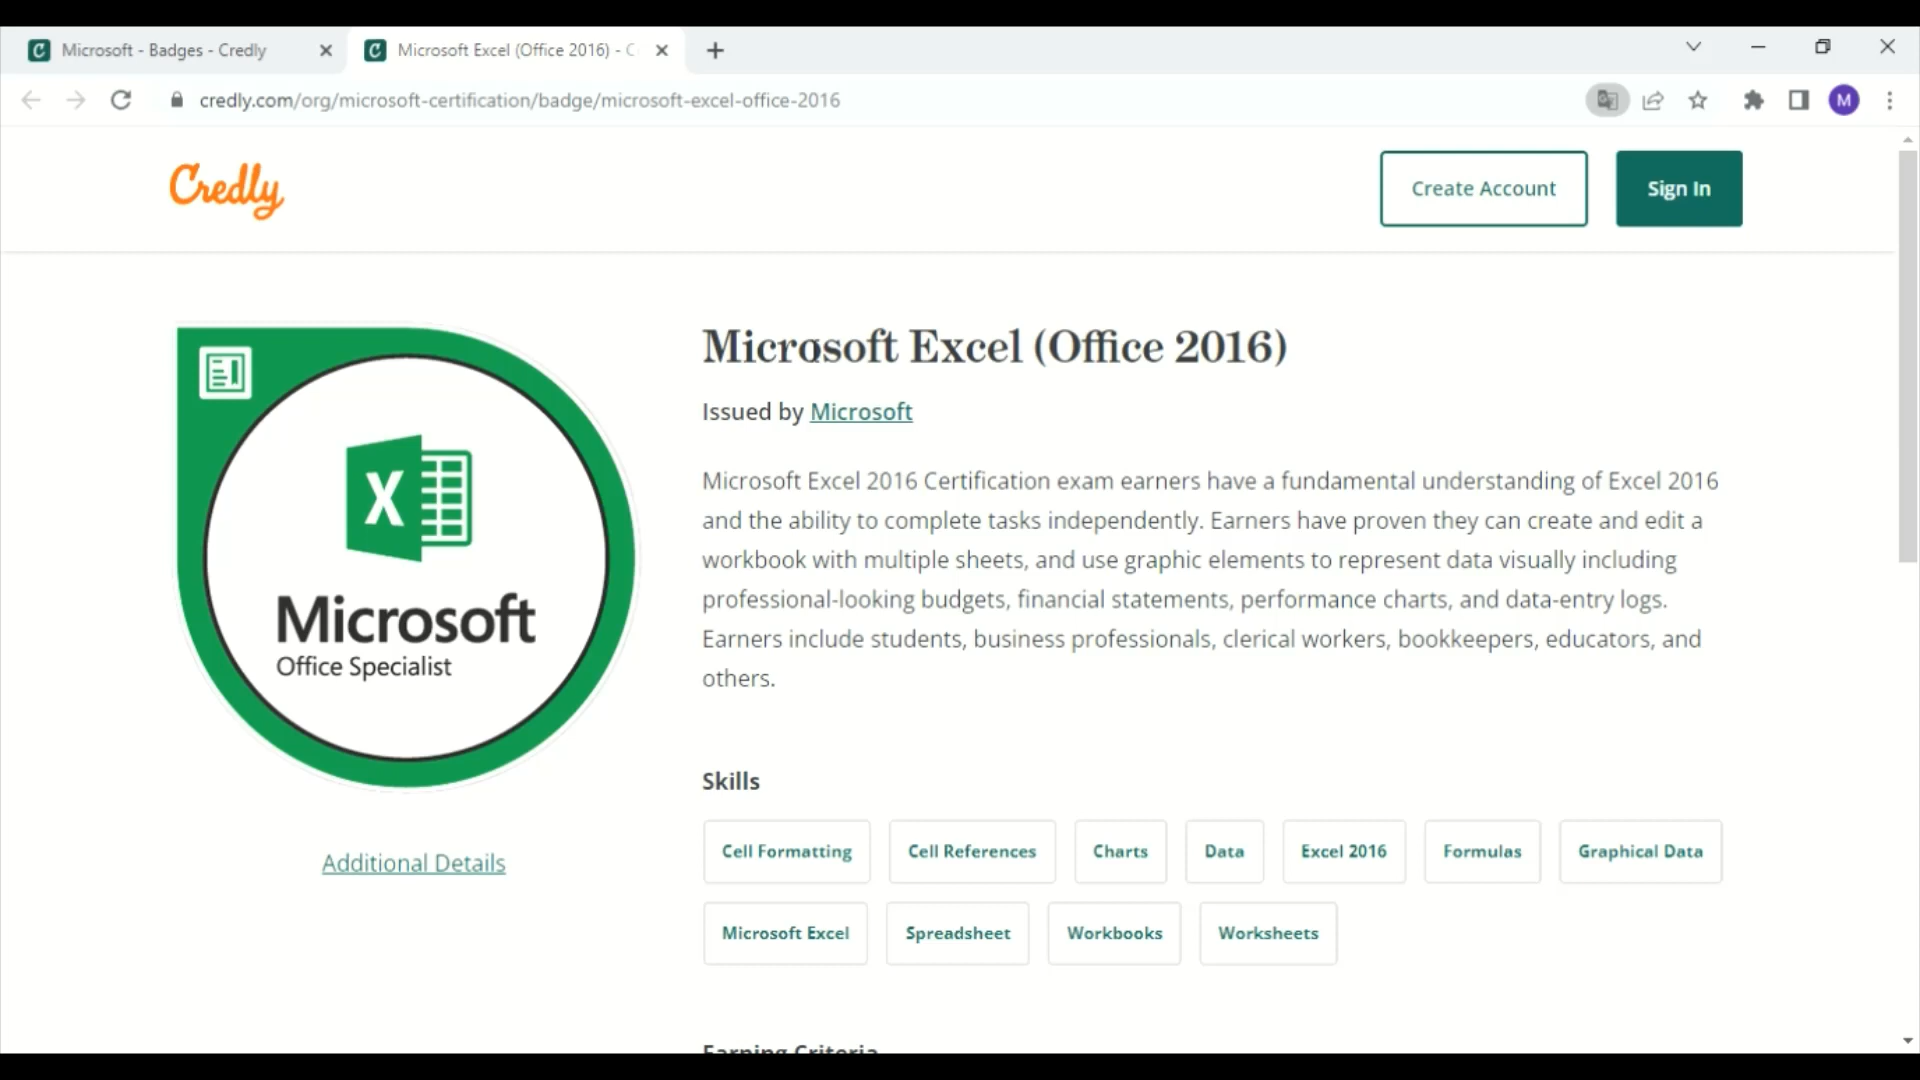 Microsoft - Badges - Credly
Microsoft Excel (Office 2016) - C
credly.com/org/microsoft-certification/badge/microsoft-excel-office-2016
M
Credly
Create Account
Sign In
Microsoft Excel (Office 2016)
Issued by Microsoft
Microsoft Excel 2016 Certification exam earners have a fundamental understanding of Excel 2016
and the ability to complete tasks independently. Earners have proven they can create and edit a
workbook with multiple sheets, and use graphic elements to represent data visually including
professional-looking budgets, financial statements, performance charts, and data-entry logs.
Earners include students, business professionals, clerical workers, bookkeepers, educators, and
others.
X
Microsoft
Office Specialist
Additional Details
Skills
Cell Formatting
Cell References
Charts
Data
Excel 2016
Formulas
Graphical Data
Microsoft Excel
Spreadsheet
Workbooks
Worksheets
Earning Criteria